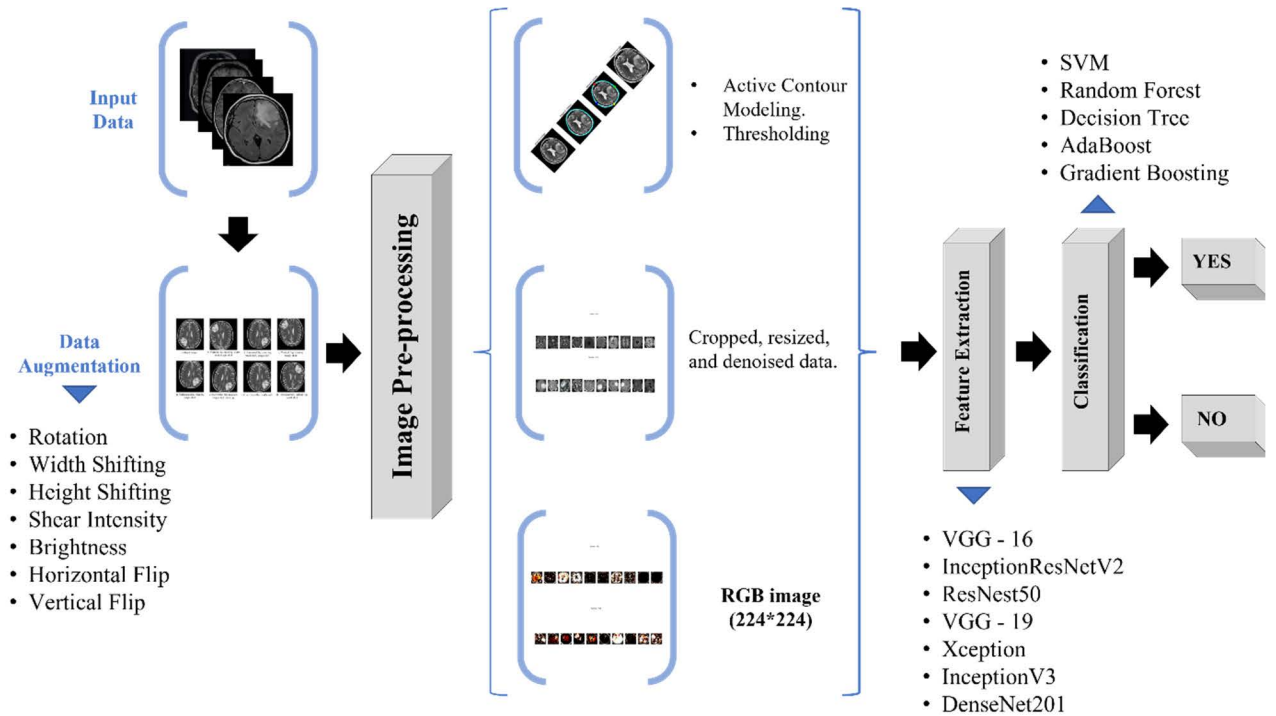 Input
Data
Data
Augmentation
• Rotation
• Width Shifting
• Height Shifting
• Shear Intensity
• Brightness
• Horizontal Flip
• Vertical Flip
Image Pre-processing
• Active Contour
Modeling.
• Thresholding
Cropped, resized,
and denoised data.
RGB image
(224*224)
Feature Extraction
• VGG - 16
• InceptionResNetV2
• ResNest50
• VGG - 19
• Xception
• InceptionV3
• DenseNet201
Classification
• SVM
• Random Forest
• Decision Tree
• AdaBoost
• Gradient Boosting
YES
NO